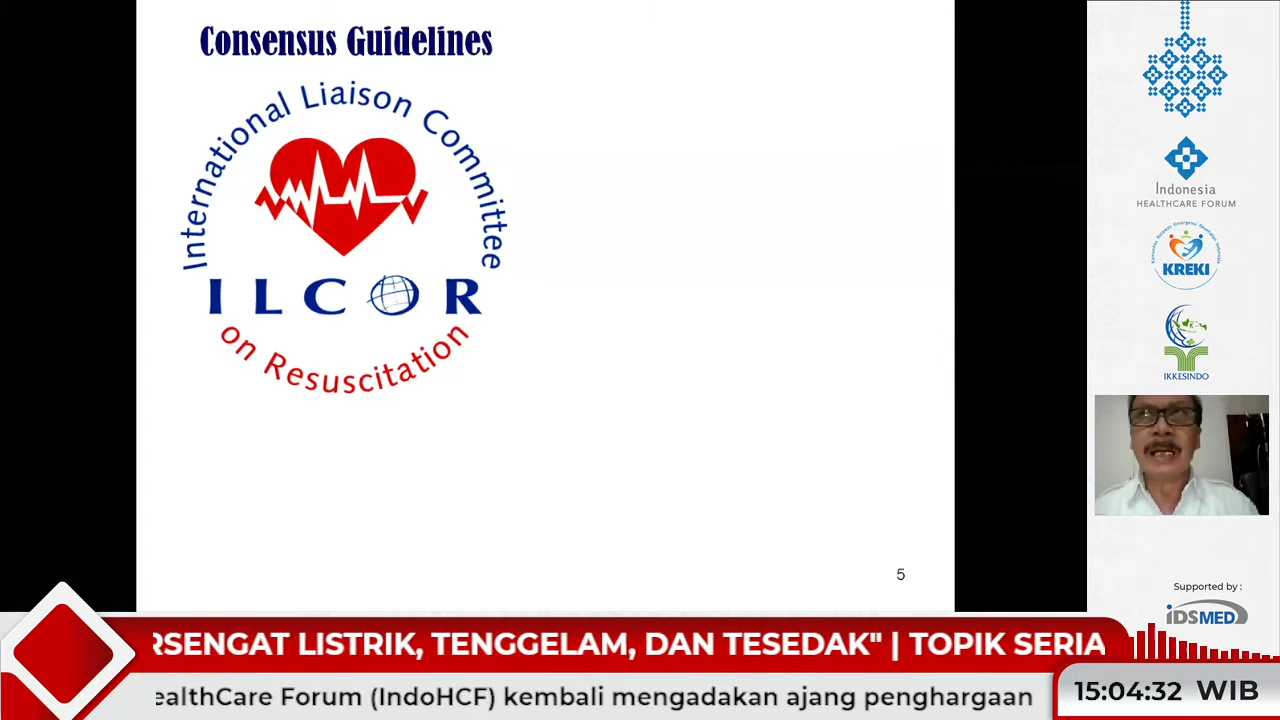 Consensus Guidelines
International Liaison Committee
ILCOR
on Resuscitation
5
Indonesia
HEALTHCARE FORUM
KREKI
IKKESINDO
Supported by :
iDSMED
RSENGAT LISTRIK, TENGGELAM, DAN TESEDAK" | TOPIK SERIA
ealthCare Forum (IndoHCF) kembali mengadakan ajang penghargaan
15:04:32 WIB